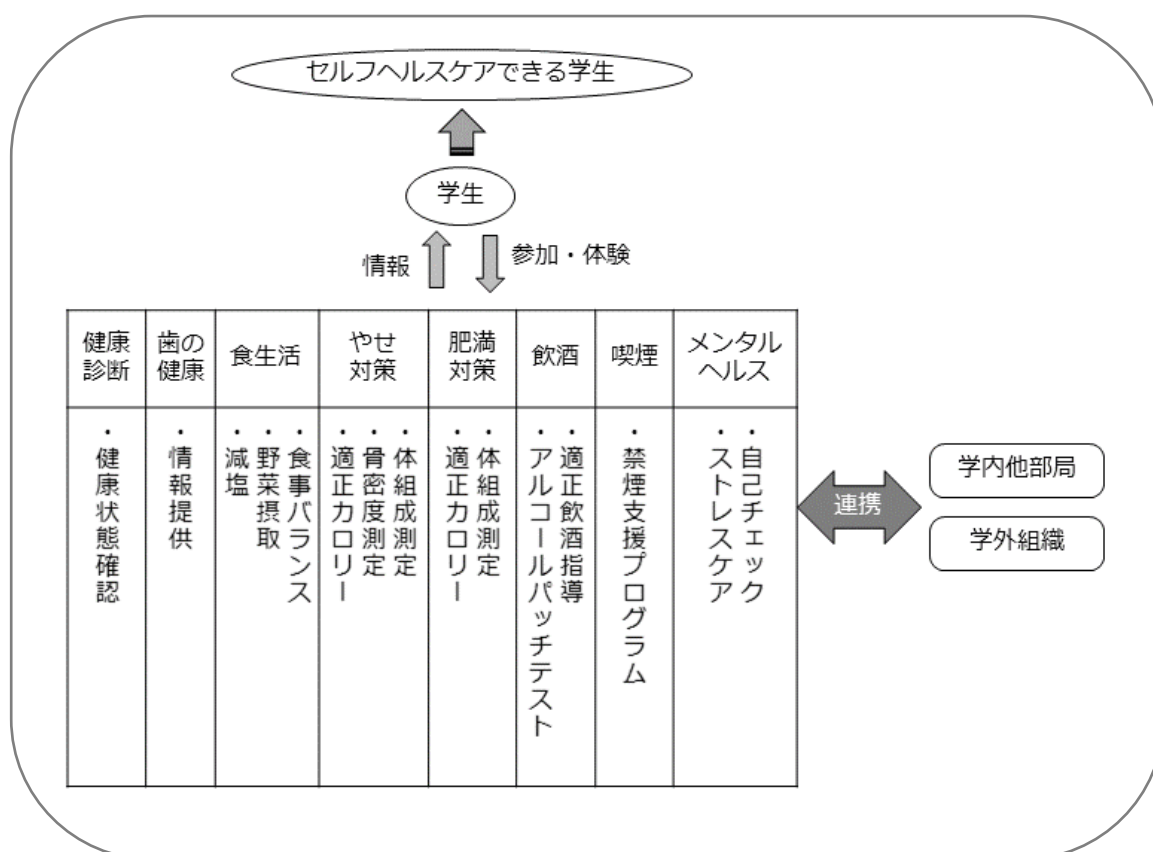 セルフヘルスケアできる学生
学生
情報
参加・体験
健康
診断
歯の
健康
食生活
やせ
対策
肥満
対策
飲酒
喫煙
メンタル
ヘルス
・健康状態確認
・情報提供
・食事バランス
・野菜摂取
・減塩
・体組成測定
・骨密度測定
・適正カロリー
・体組成測定
・適正カロリー
・適正飲酒指導
・アルコールパッチテスト
・禁煙支援プログラム
・自己チェック
・ストレスケア
連携
学内他部局
学外組織